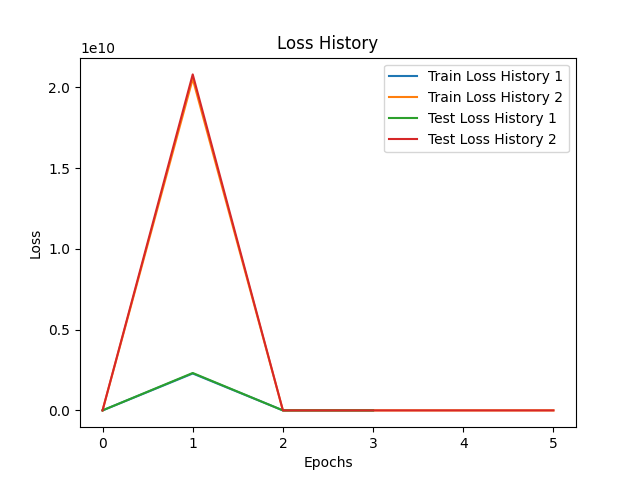 Loss History
1e10
Train Loss History 1
Train Loss History 2
Test Loss History 1
Test Loss History 2
2.0
1.5
1.0
0.5
0.0
Loss
0 1 2 3 4 5
Epochs